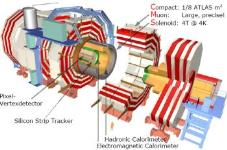 Compact: 1/8 ATLAS m³
Muon: Large, precise!
Solenoid: 4T @ 4K
Pixel-
Vertexdetector
Silicon Strip Tracker
Hadronic Calorimeter
Electromagnetic Calorimeter